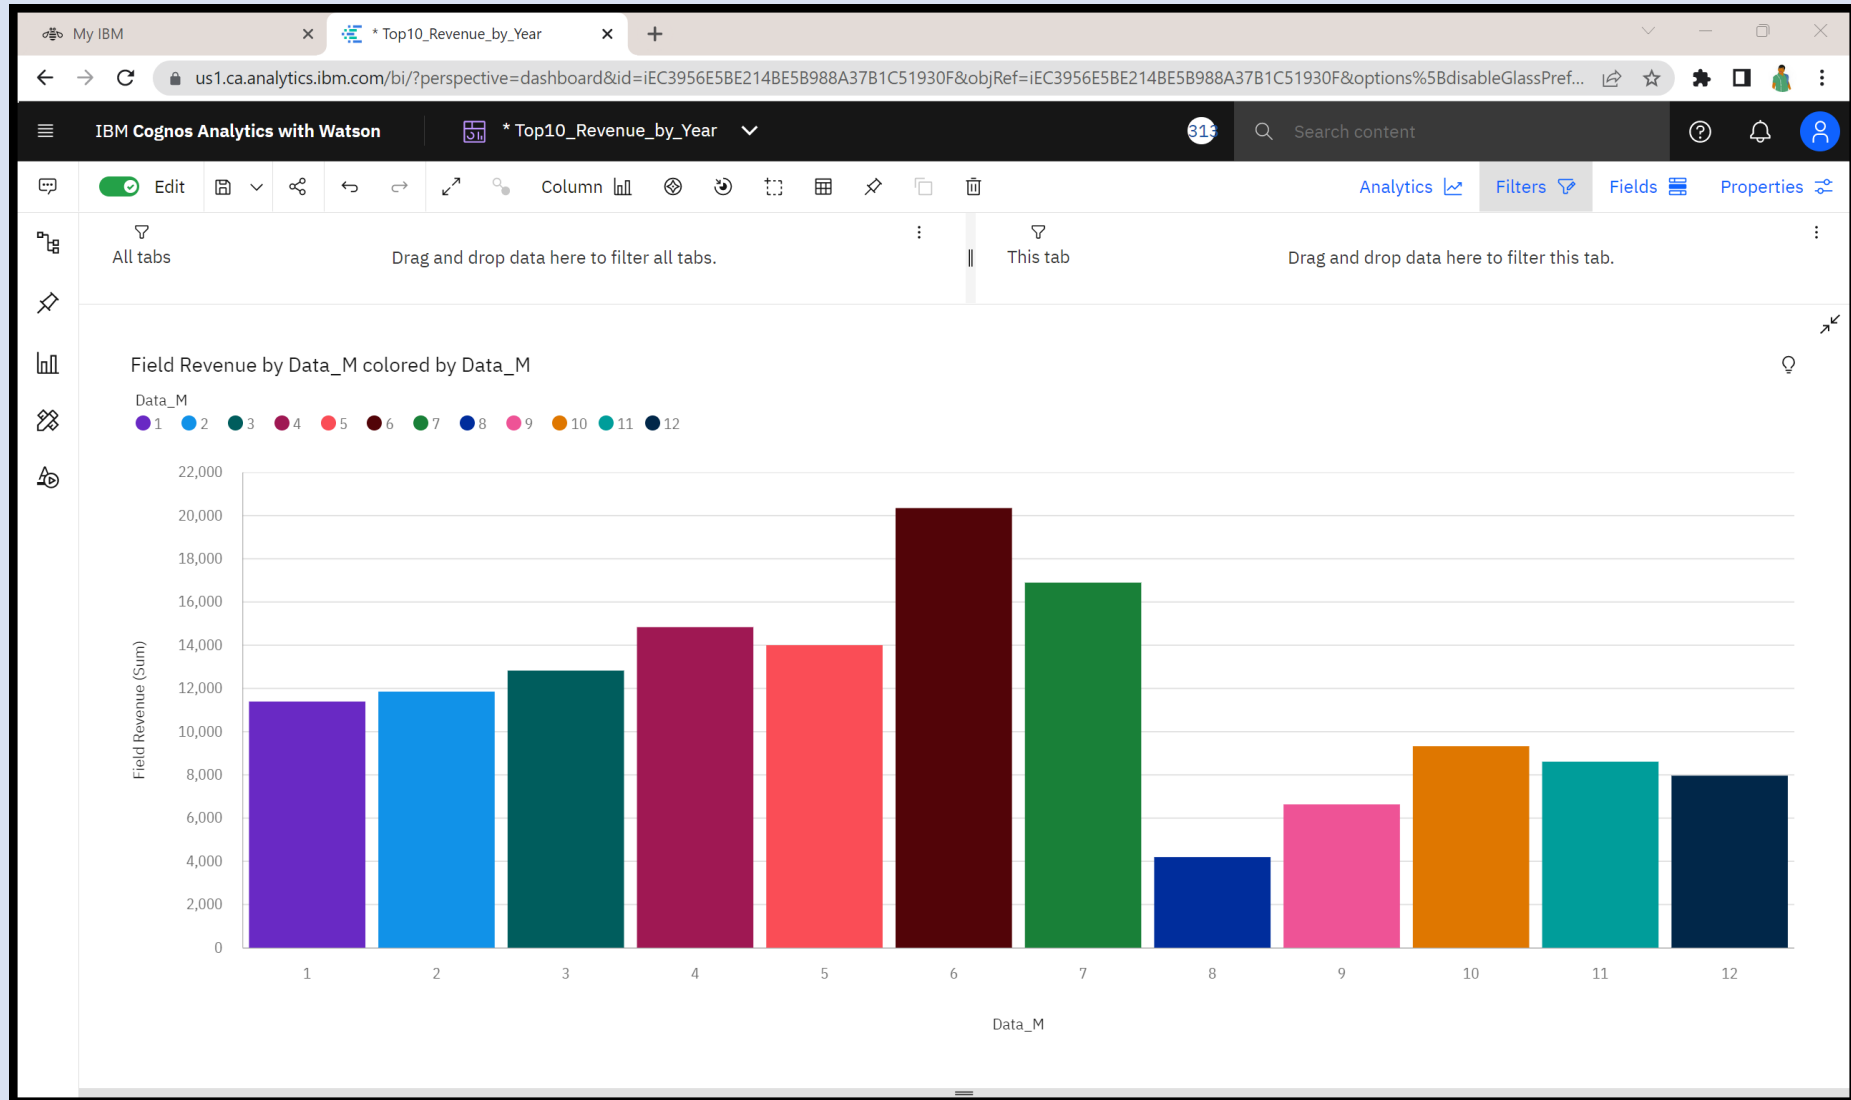 My IBM
* Top10_Revenue_by_Year
us1.ca.analytics.ibm.com/bi/?perspective=dashboard&id=iEC3956E5BE214BE5B988A37B1C51930F&objRef=iEC3956E5BE214BE5B988A37B1C51930F&options%5BdisableGlassPref...
IBM Cognos Analytics with Watson
* Top10_Revenue_by_Year
313
Search content
Edit
Column
Analytics
Filters
Fields
Properties
All tabs
Drag and drop data here to filter all tabs.
This tab
Drag and drop data here to filter this tab.
Field Revenue by Data_M colored by Data_M
Data_M
1 2 3 4 5 6 7 8 9 10 11 12
22,000
20,000
18,000
16,000
14,000
12,000
10,000
8,000
6,000
4,000
2,000
0
Field Revenue (Sum)
1 2 3 4 5 6 7 8 9 10 11 12
Data_M